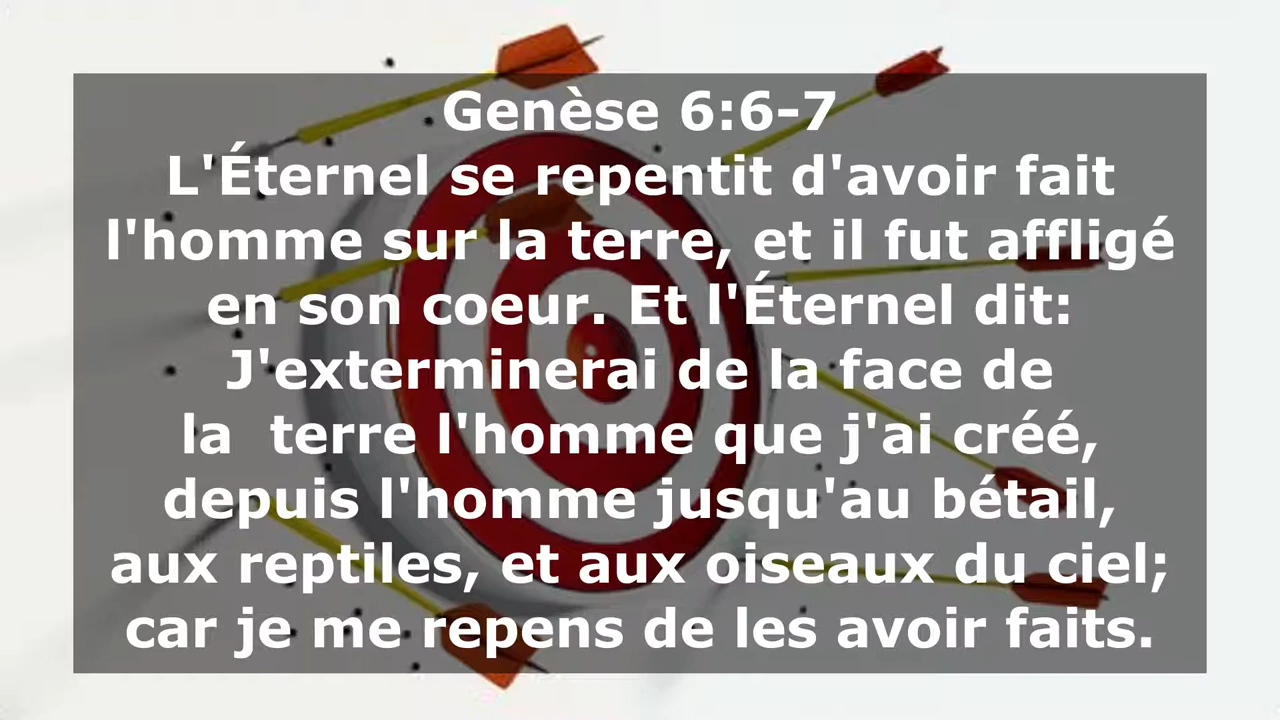 Genèse 6:6-7
L'Éternel se repentit d'avoir fait
l'homme sur la terre, et il fut affligé
en son coeur. Et l'Éternel dit:
J'exterminerai de la face de
la  terre l'homme que j'ai créé,
depuis l'homme jusqu'au bétail,
aux reptiles, et aux oiseaux du ciel;
car je me repens de les avoir faits.